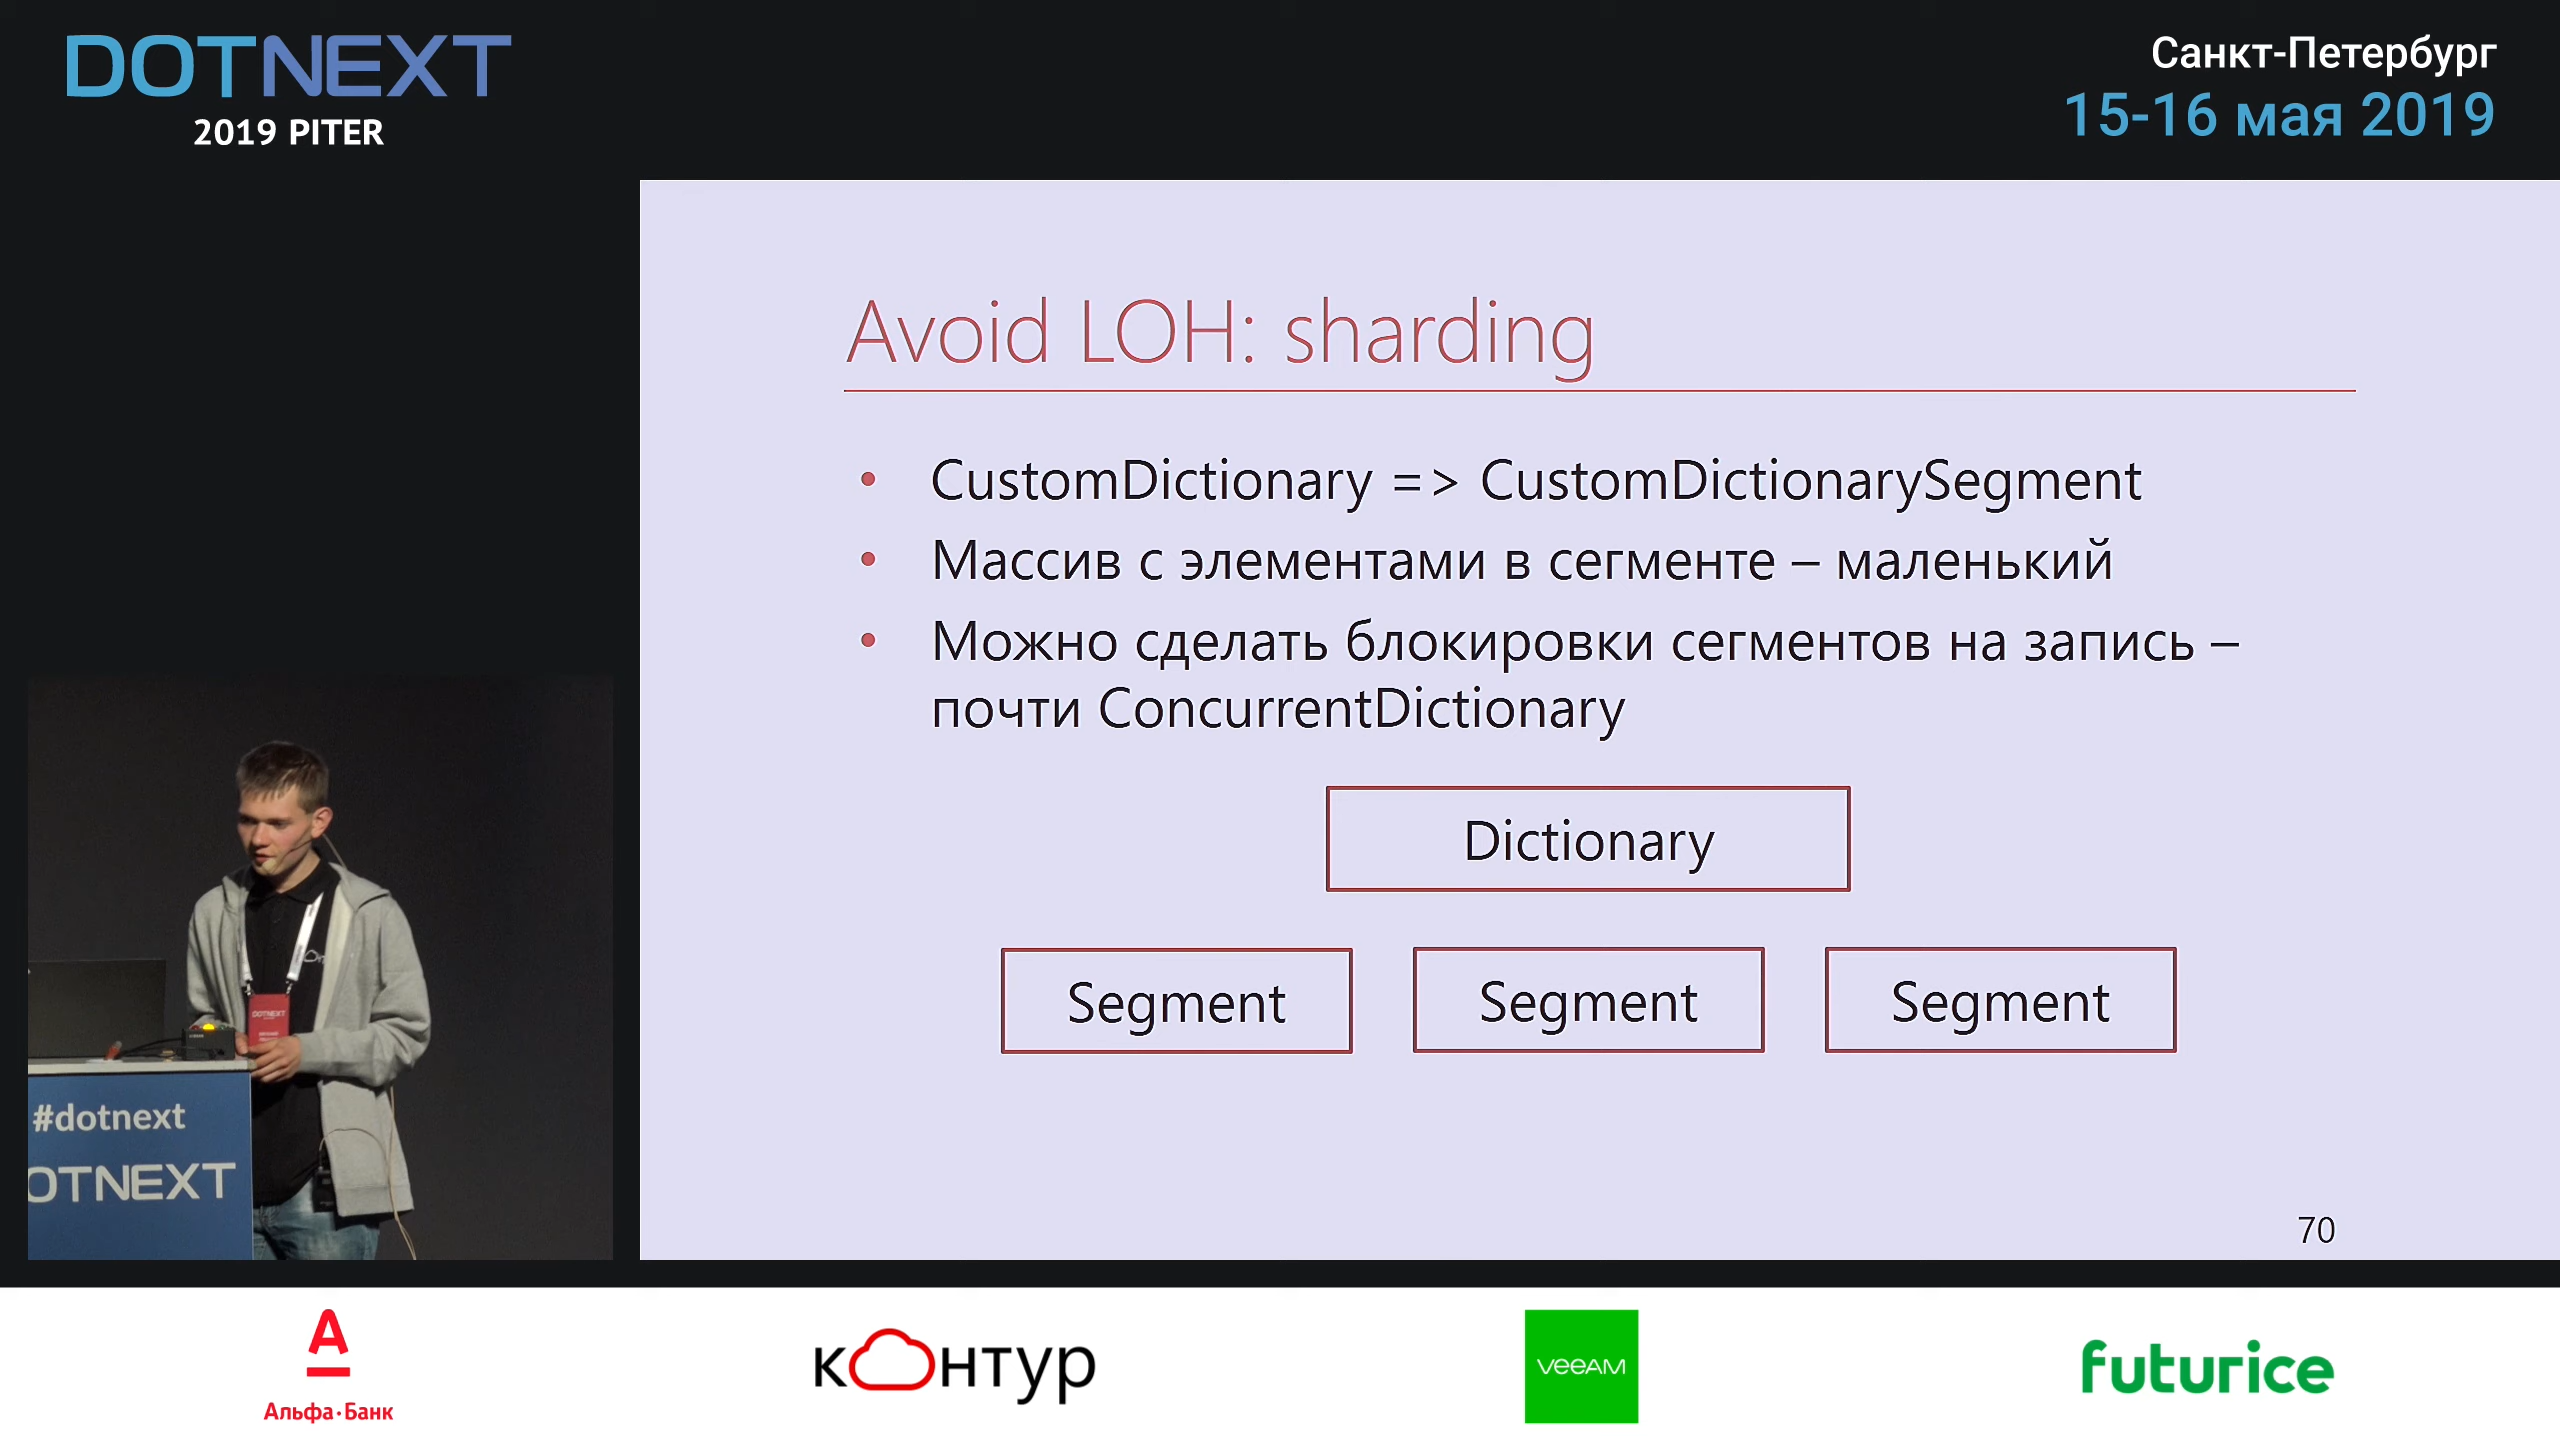 DOTNEXT
2019 PITER
Санкт-Петербург
15-16 мая 2019
Avoid LOH: sharding
• CustomDictionary => CustomDictionarySegment
• Массив с элементами в сегменте – маленький
• Можно сделать блокировки сегментов на запись –
почти ConcurrentDictionary
Dictionary
Segment
Segment
Segment
70
DOTNEXT
#dotnext
OTNEXT
Альфа·Банк
контур
veeam
futurice